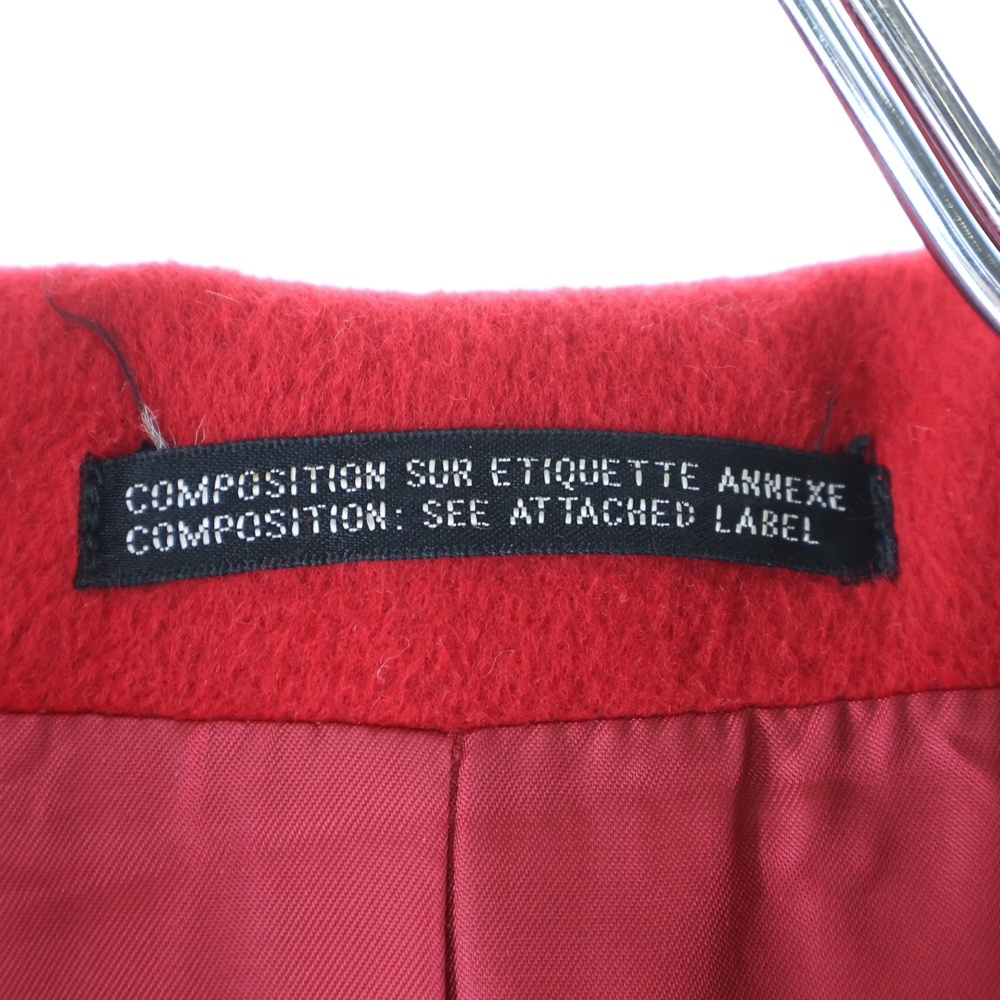 COMPOSITION SUR ETIQUETTE ANNEXE
COMPOSITION: SEE ATTACHED LABEL